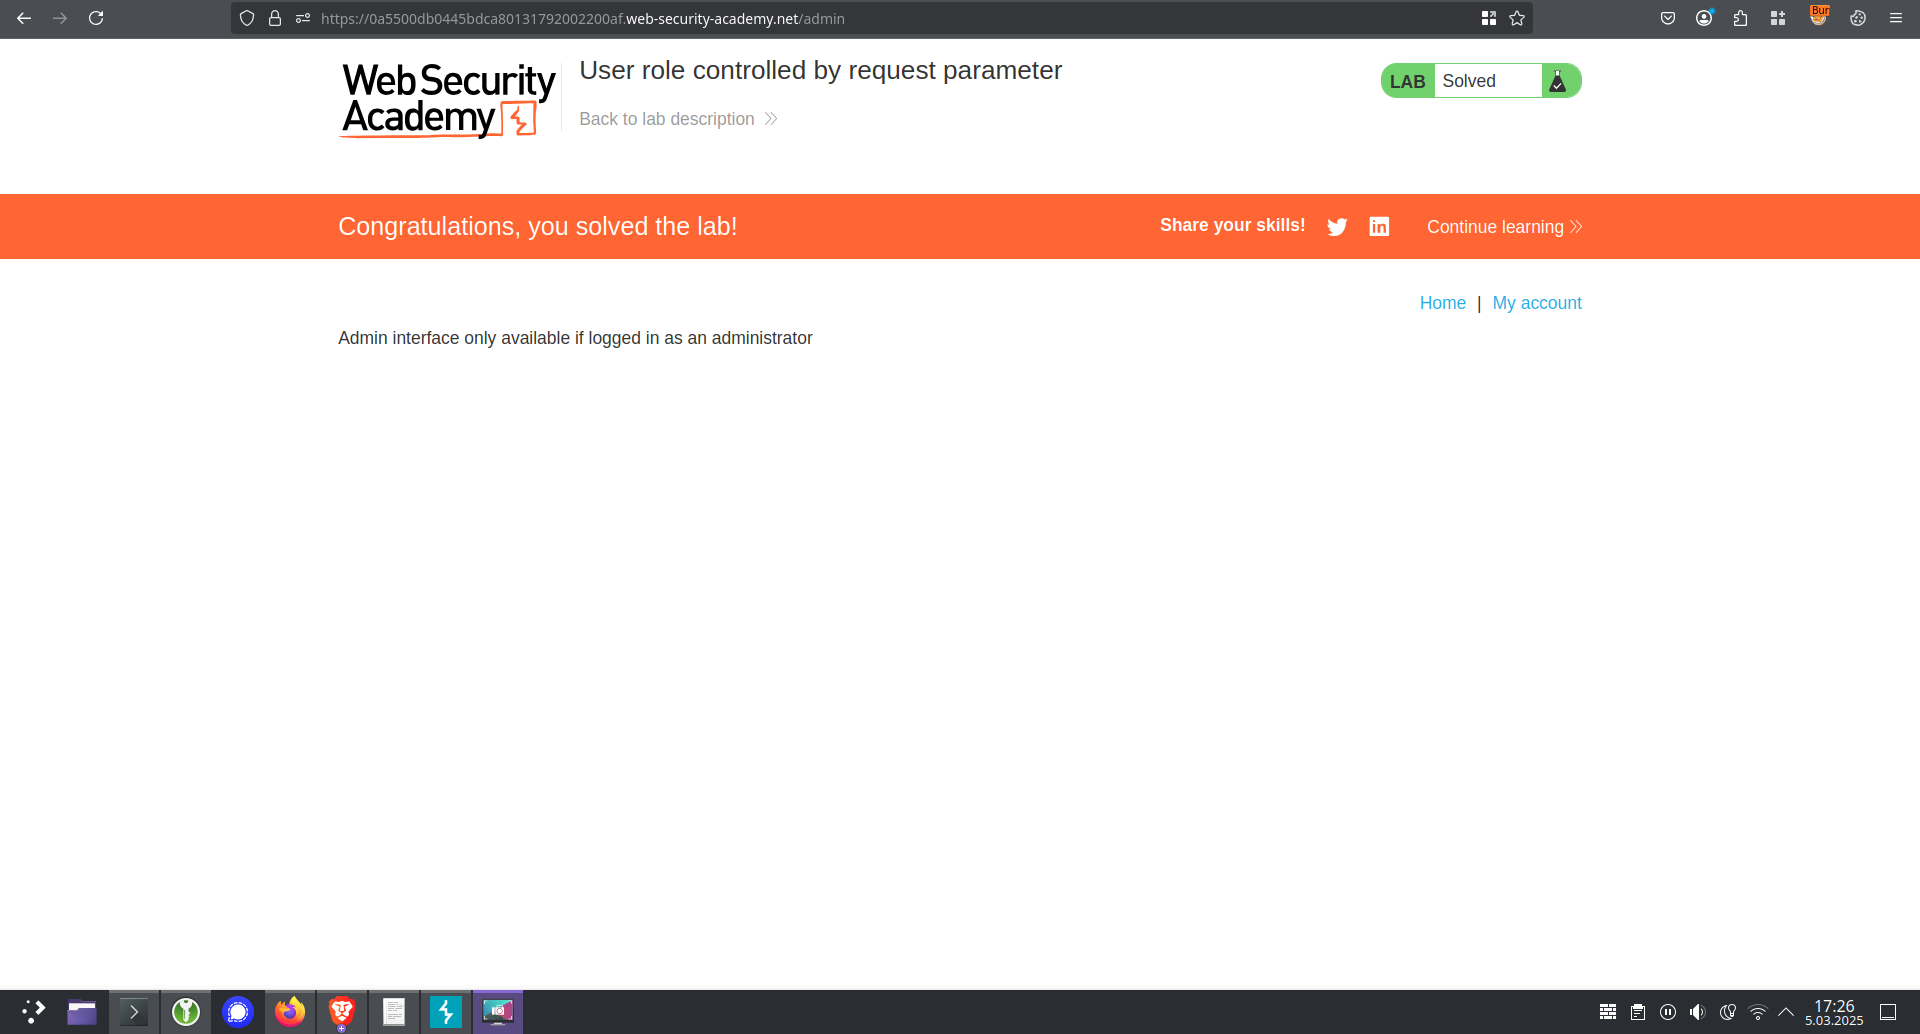 https://0a5500db0445bdca80131792002200af.web-security-academy.net/admin
Bur
Web Security
Academy
User role controlled by request parameter
Back to lab description
LAB Solved
Congratulations, you solved the lab!
Share your skills!
Continue learning
Home | My account
Admin interface only available if logged in as an administrator
17:26
5.03.2025